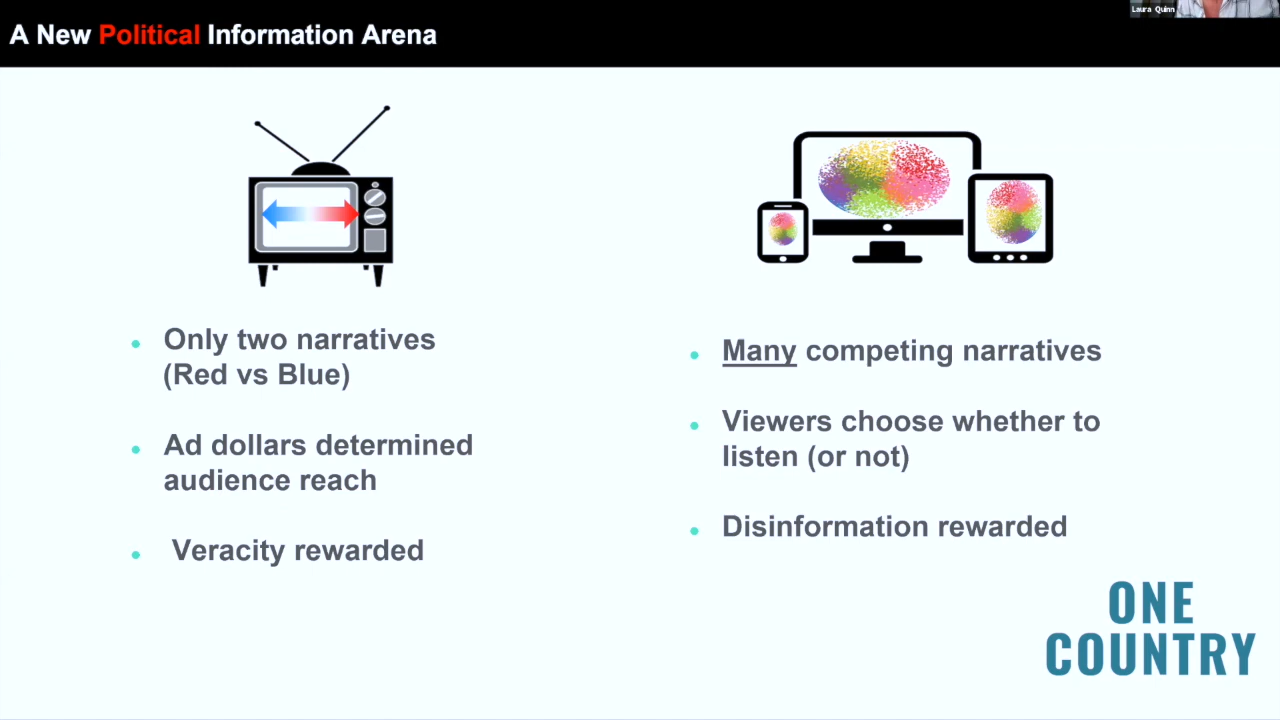 Laura Quinn
A New Political Information Arena
Only two narratives
(Red vs Blue)
Ad dollars determined
audience reach
Veracity rewarded
Many competing narratives
Viewers choose whether to
listen (or not)
Disinformation rewarded
ONE
COUNTRY